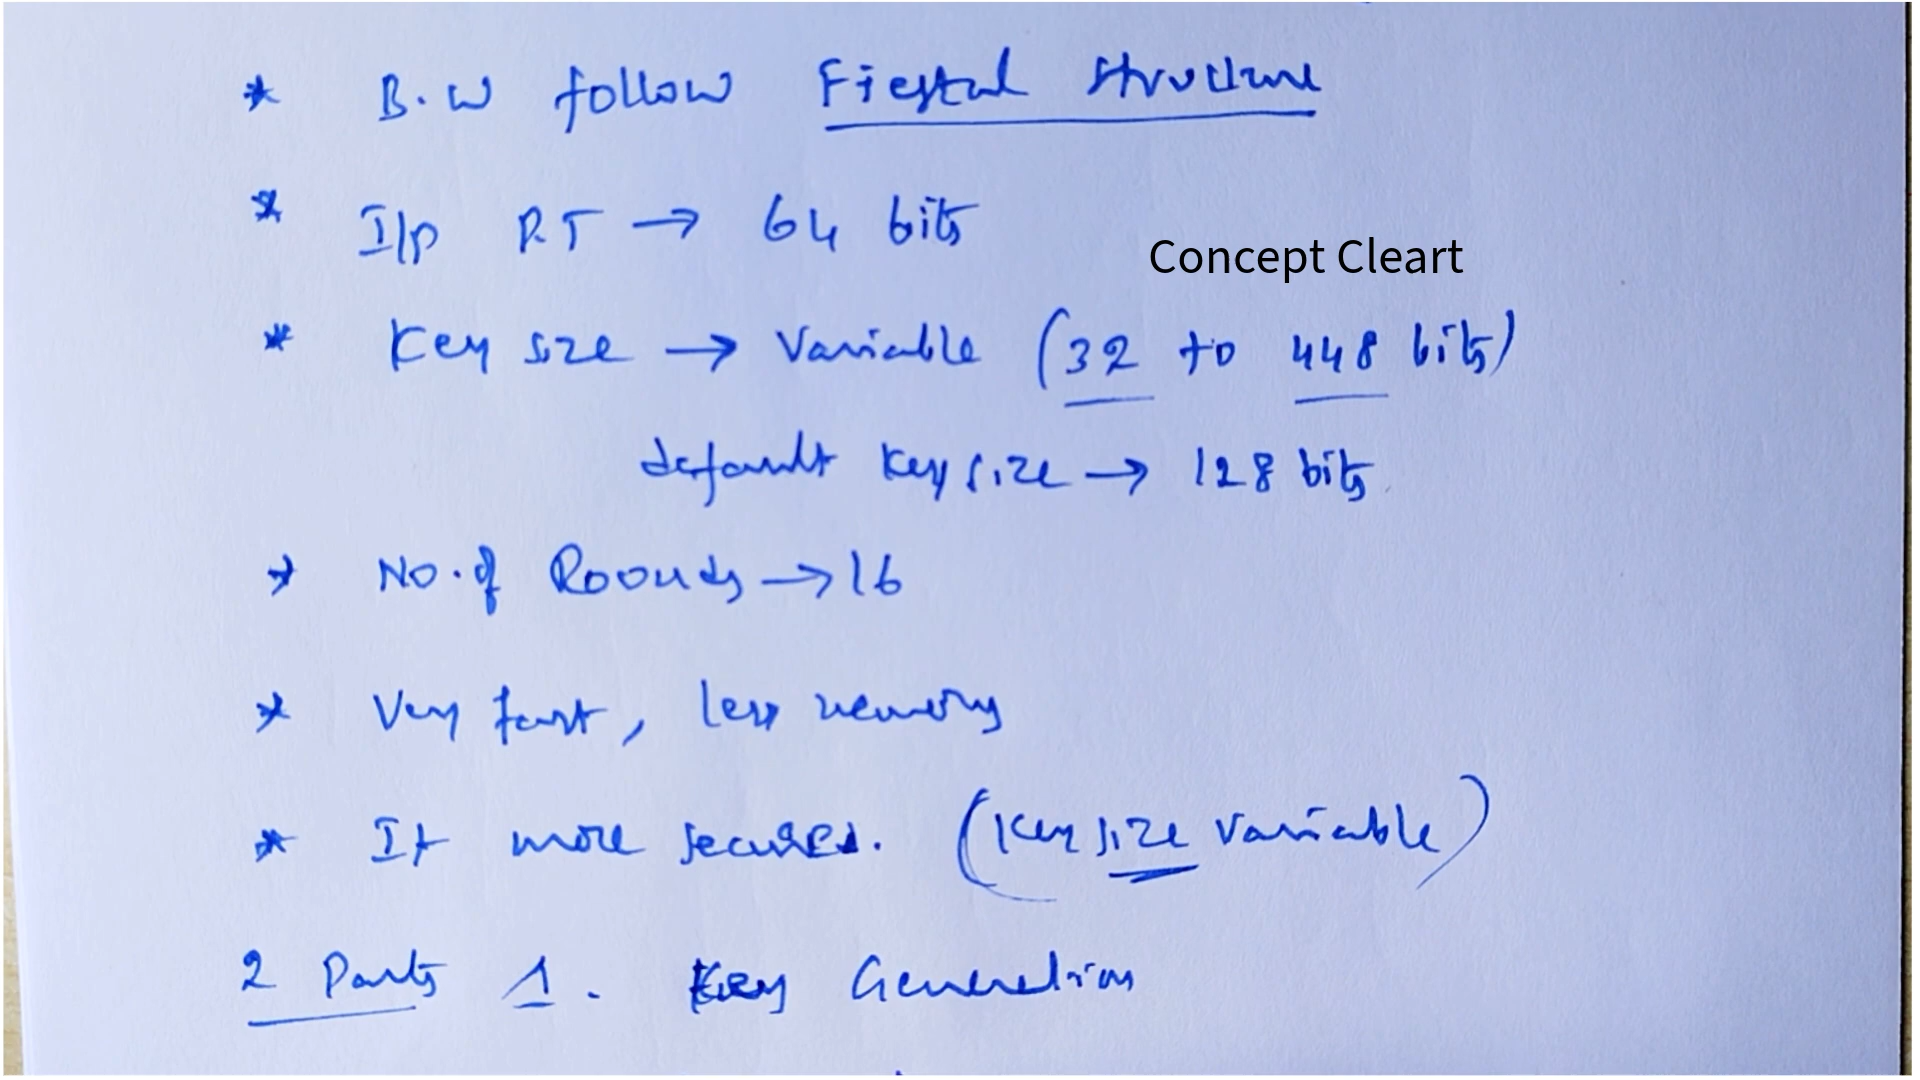 * B.W follow Fiestal structure
* I/p P.T → 64 bits
Concept Cleart
* Key size → Variable (32 to 448 bits)
default key size → 128 bits
* No. of Rounds → 16
* Very fast, less memory
* It more secured. (Key size variable)
2 Parts 1. Key Generation